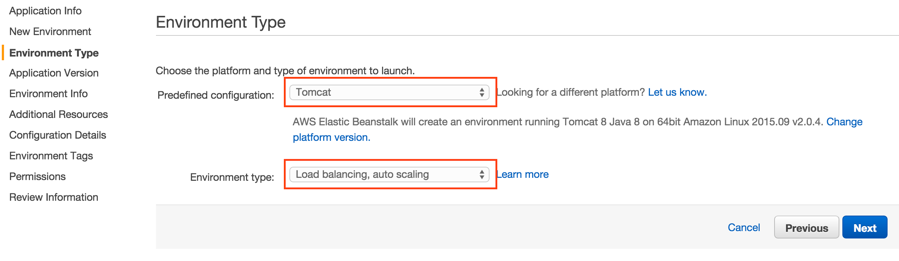 Application Info
New Environment
Environment Type
Application Version
Environment Info
Additional Resources
Configuration Details
Environment Tags
Permissions
Review Information
Environment Type
Choose the platform and type of environment to launch.
Predefined configuration: Tomcat Looking for a different platform? Let us know.
AWS Elastic Beanstalk will create an environment running Tomcat 8 Java 8 on 64bit Amazon Linux 2015.09 v2.0.4. Change
platform version.
Environment type: Load balancing, auto scaling Learn more
Cancel Previous Next